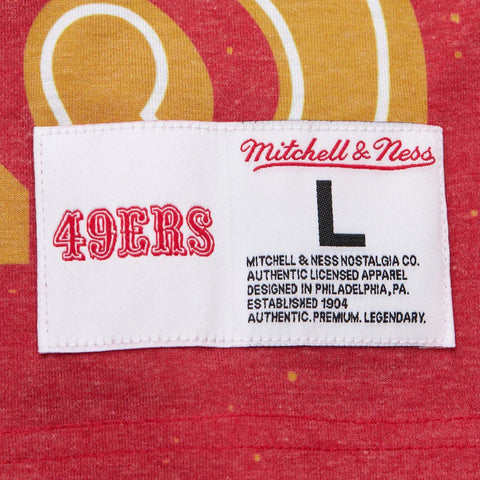 49ERS
Mitchell & Ness
L
MITCHELL & NESS NOSTALGIA CO.
AUTHENTIC LICENSED APPAREL
DESIGNED IN PHILADELPHIA, PA.
ESTABLISHED 1904
AUTHENTIC. PREMIUM. LEGENDARY.